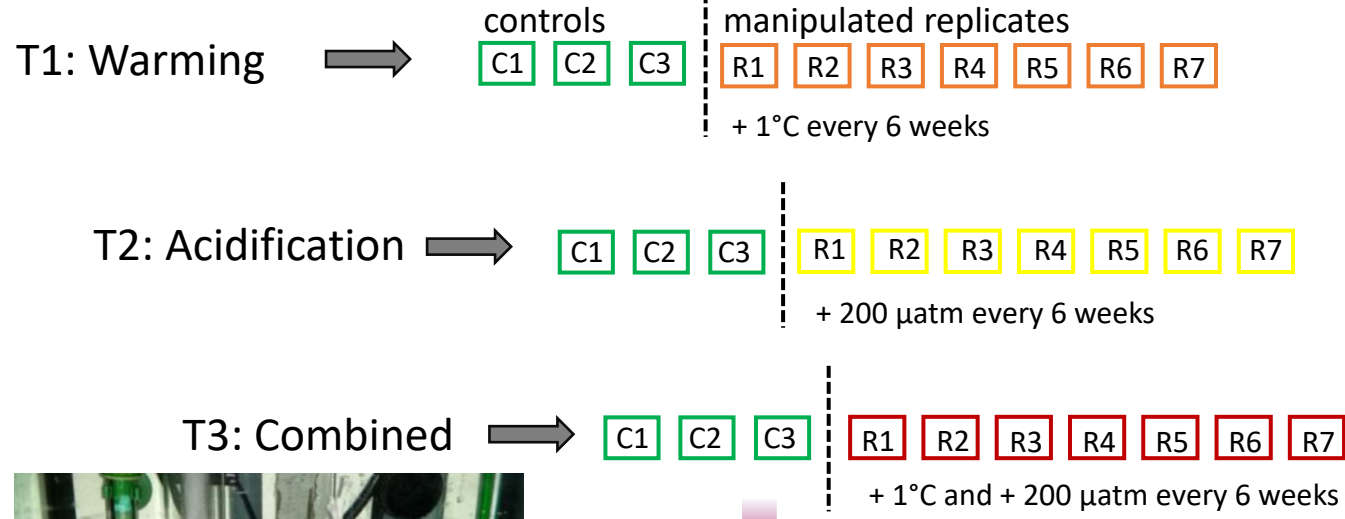 controls
manipulated replicates
T1: Warming
C1 C2 C3 R1 R2 R3 R4 R5 R6 R7
+ 1°C every 6 weeks
T2: Acidification
C1 C2 C3 R1 R2 R3 R4 R5 R6 R7
+ 200 µatm every 6 weeks
T3: Combined
C1 C2 C3 R1 R2 R3 R4 R5 R6 R7
+ 1°C and + 200 µatm every 6 weeks